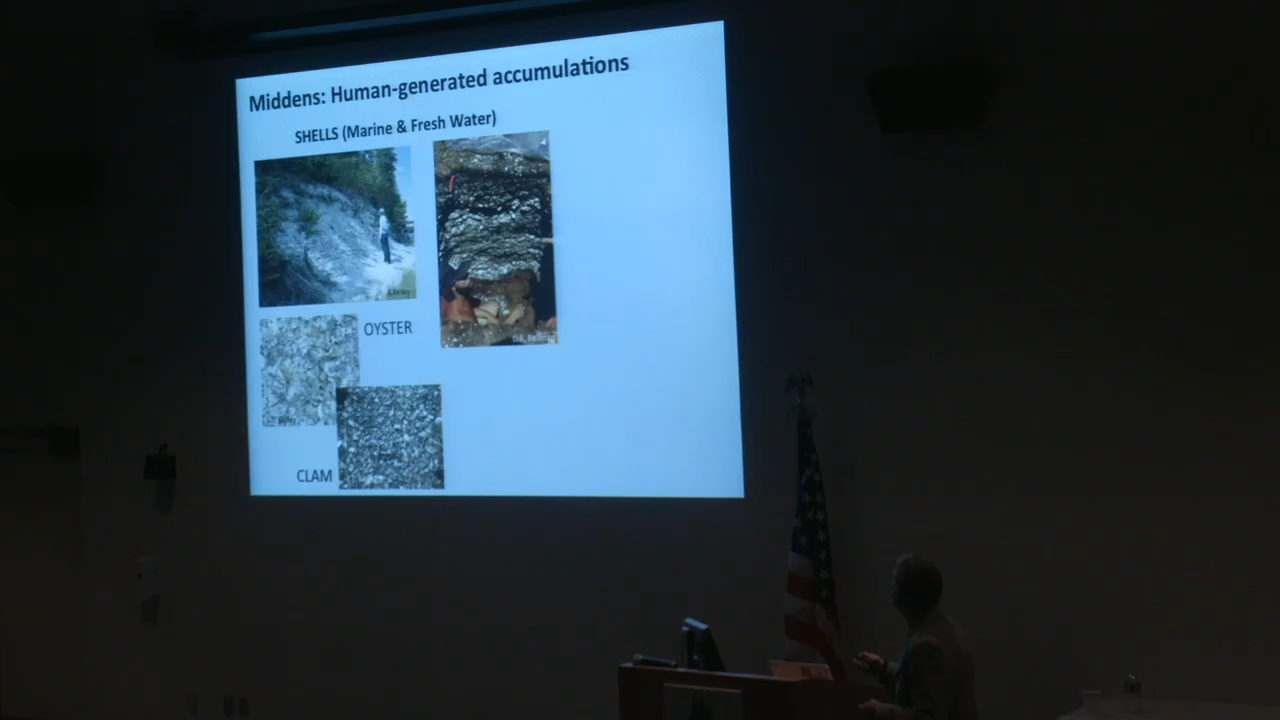 Middens: Human-generated accumulations
SHELLS (Marine & Fresh Water)
OYSTER
CLAM